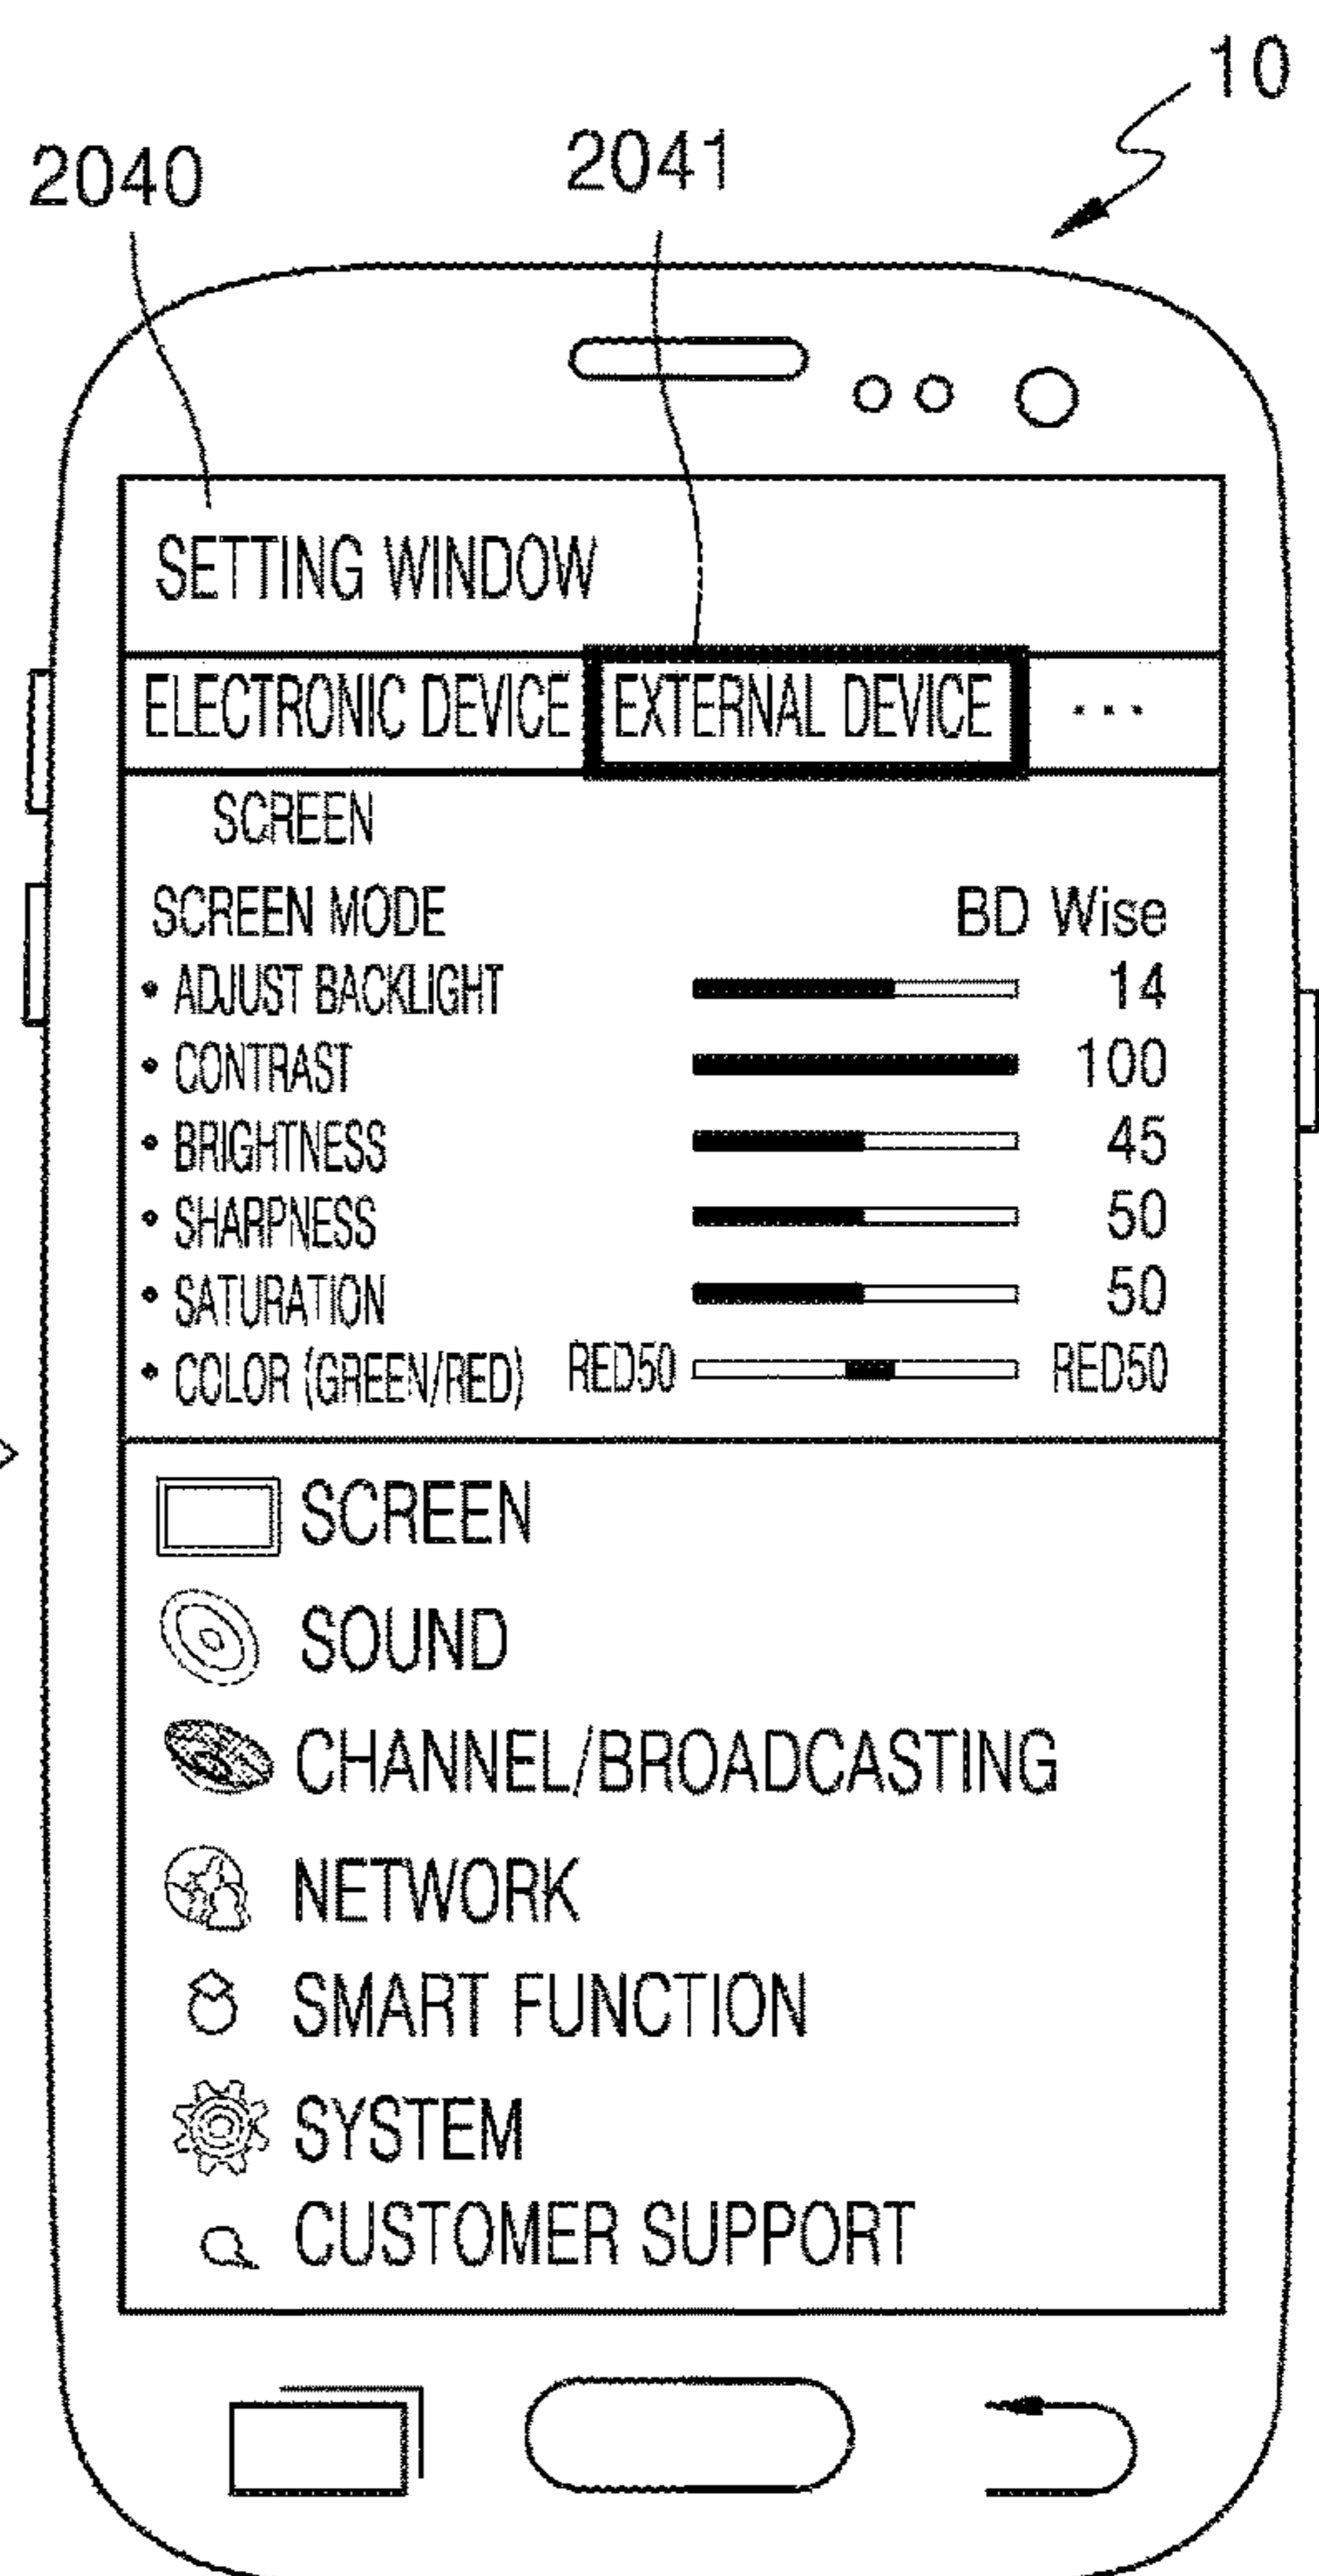 10
2040 2041
SETTING WINDOW
ELECTRONIC DEVICE EXTERNAL DEVICE ...
SCREEN
SCREEN MODE BD Wise
• ADJUST BACKLIGHT 14
• CONTRAST 100
• BRIGHTNESS 45
• SHARPNESS 50
• SATURATION 50
• COLOR (GREEN/RED) RED50 RED50
SCREEN
SOUND
CHANNEL/BROADCASTING
NETWORK
SMART FUNCTION
SYSTEM
CUSTOMER SUPPORT